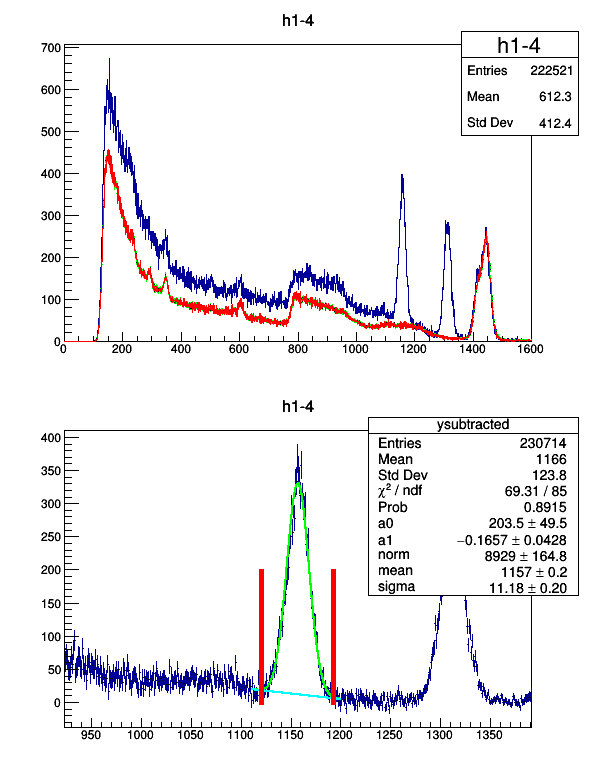 h1-4
h1-4
Entries 222521
Mean 612.3
Std Dev 412.4
700
600
500
400
300
200
100
0
0 200 400 600 800 1000 1200 1400 1600
h1-4
ysubtracted
Entries 230714
Mean 1166
Std Dev 123.8
χ² / ndf 69.31 / 85
Prob 0.8915
a0 203.5 ± 49.5
a1 −0.1657 ± 0.0428
norm 8929 ± 164.8
mean 1157 ± 0.2
sigma 11.18 ± 0.20
400
350
300
250
200
150
100
50
0
950 1000 1050 1100 1150 1200 1250 1300 1350